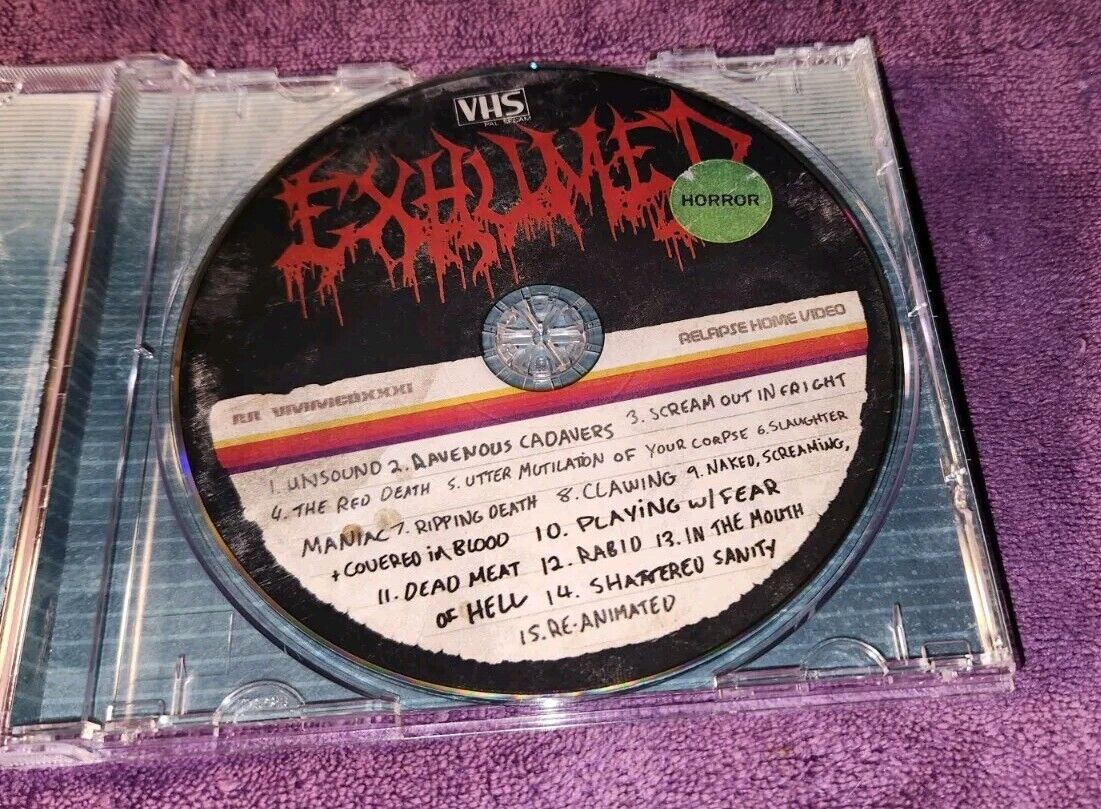 VHS
PAL SECAM
EXHUMED
HORROR
RELAPSE HOME VIDEO
RR
1. UNSOUND 2. RAVENOUS CADAVERS 3. SCREAM OUT IN FRIGHT
4. THE RED DEATH 5. UTTER MUTILATION OF YOUR CORPSE 6. SLAUGHTER
MANIAC 7. RIPPING DEATH 8. CLAWING 9. NAKED, SCREAMING,
+ COVERED in BLOOD 10. PLAYING W/ FEAR
11. DEAD MEAT 12. RABID 13. IN THE MOUTH
OF HELL 14. SHATTERED SANITY
15. RE-ANIMATED